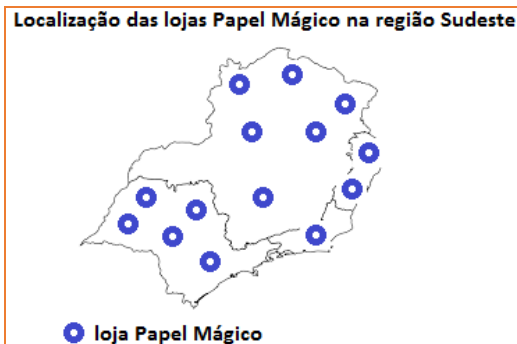 Localização das lojas Papel Mágico na região Sudeste
loja Papel Mágico